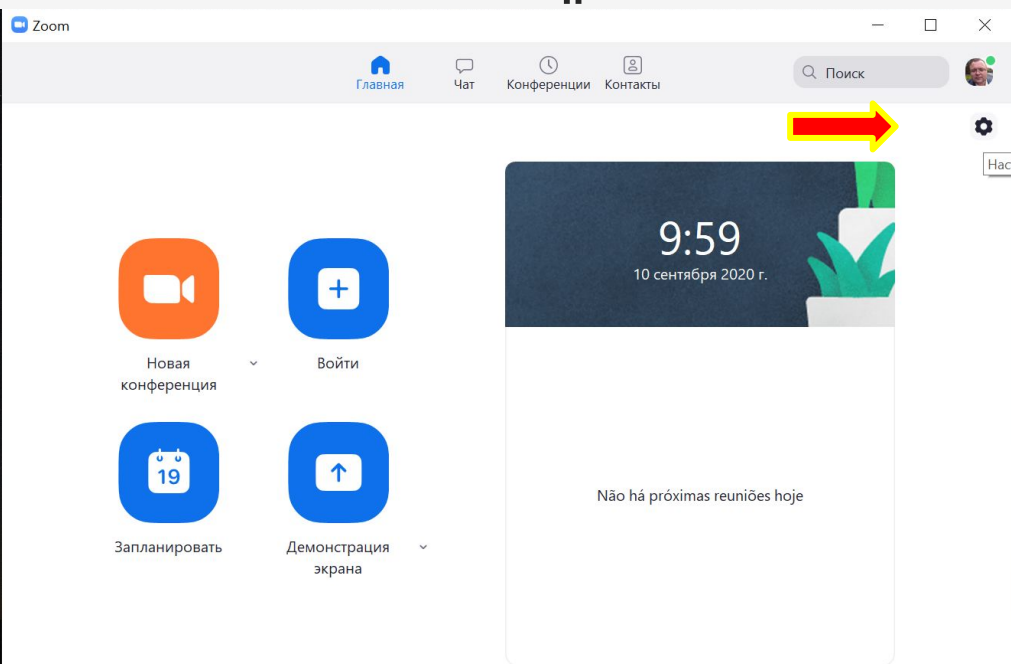 Zoom
Главная
Чат
Конференции
Контакты
Поиск
Нас
9:59
10 сентября 2020 г.
Новая
конференция
Войти
19
Запланировать
Демонстрация
экрана
Não há próximas reuniões hoje